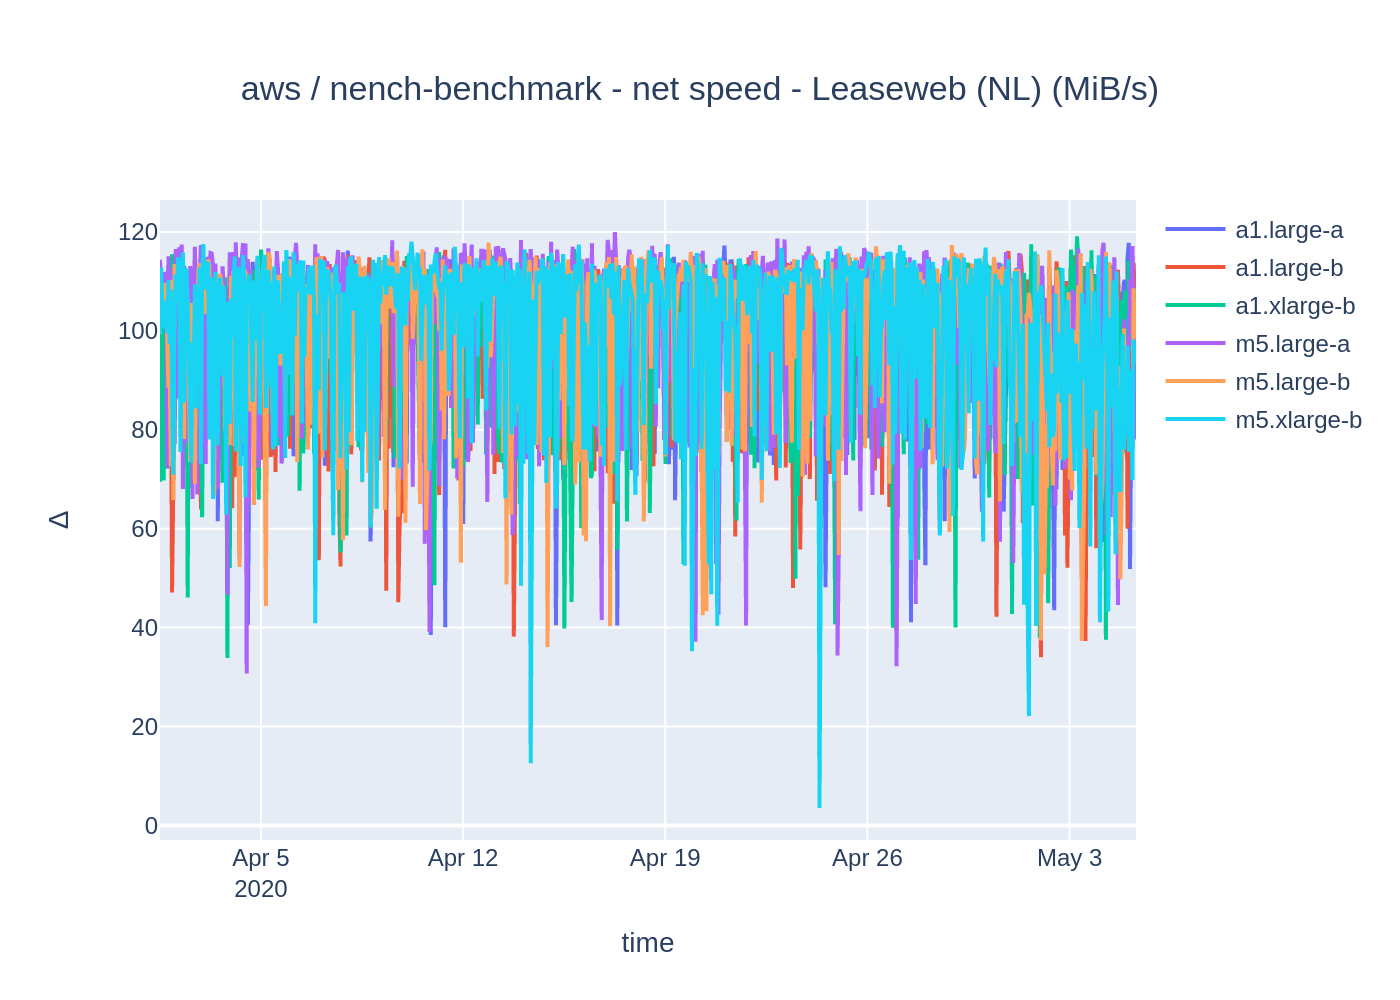 aws / nench-benchmark - net speed - Leaseweb (NL) (MiB/s)
a1.large-a
a1.large-b
a1.xlarge-b
m5.large-a
m5.large-b
m5.xlarge-b
120
100
80
60
40
20
0
Δ
Apr 5
2020
Apr 12
Apr 19
Apr 26
May 3
time